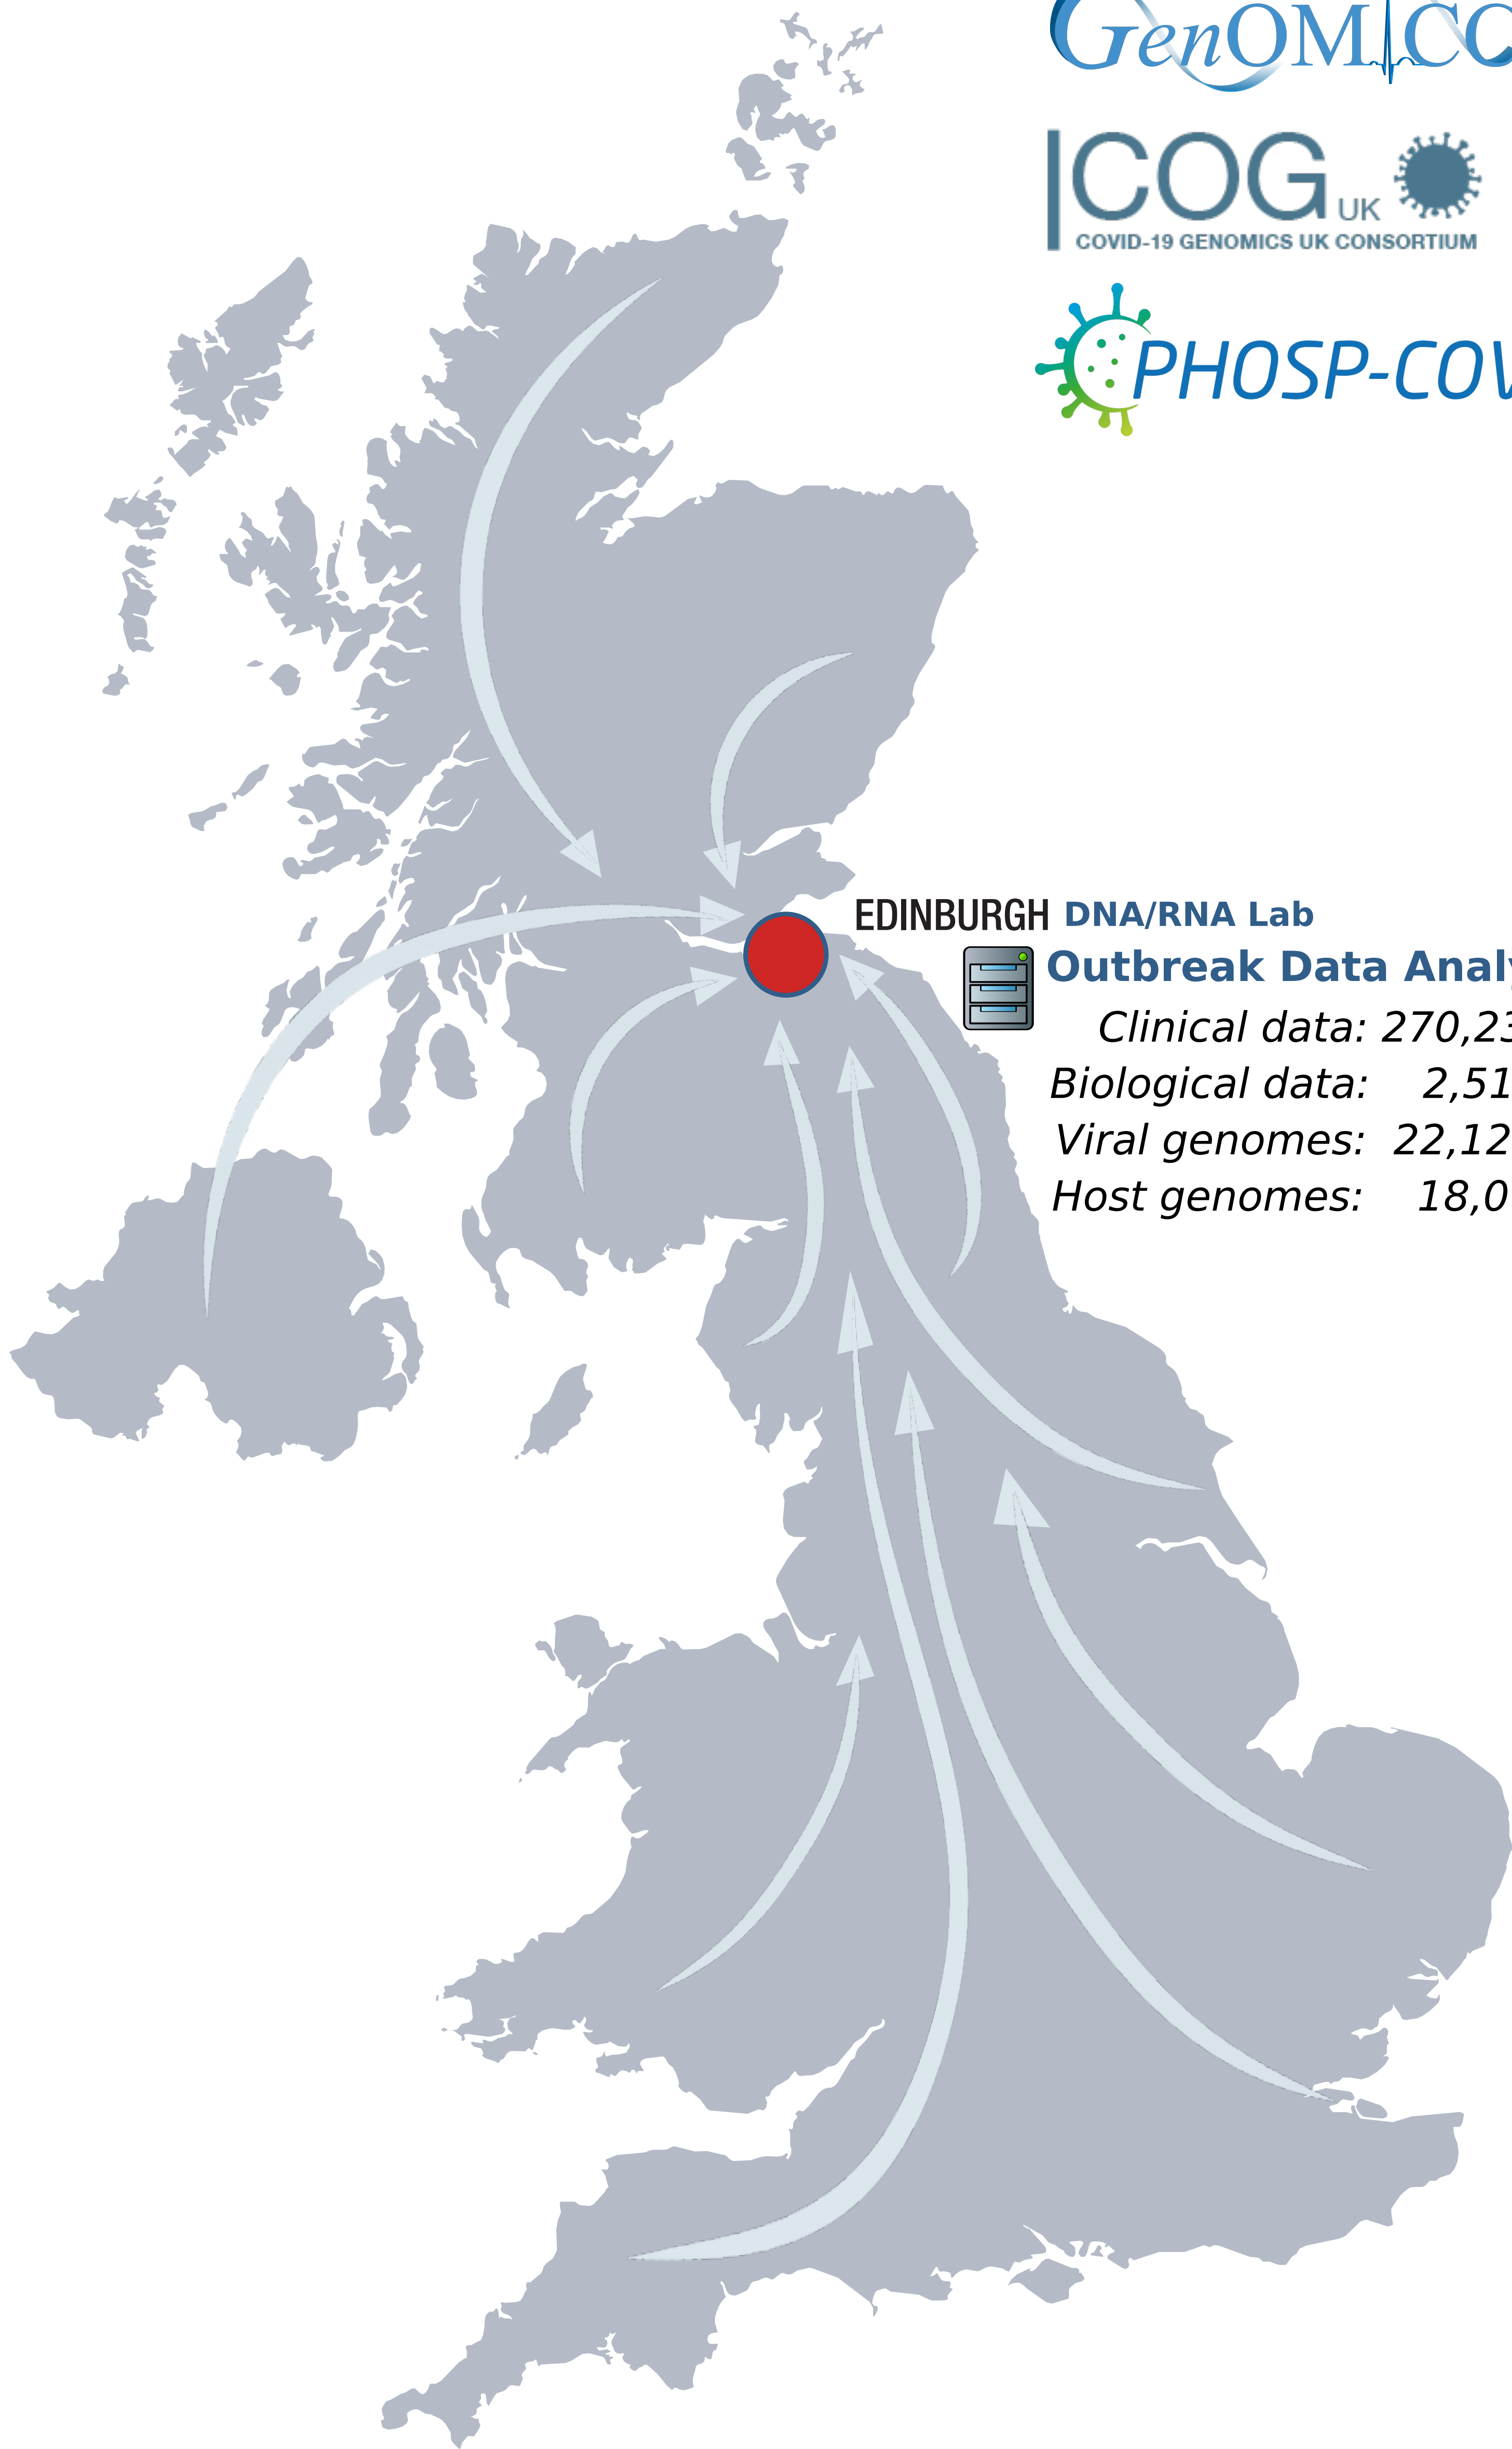 GenOMICC
COG UK
COVID-19 GENOMICS UK CONSORTIUM
PHOSP-COV
EDINBURGH DNA/RNA Lab
Outbreak Data Analy
Clinical data: 270,23
Biological data: 2,51
Viral genomes: 22,12
Host genomes: 18,0